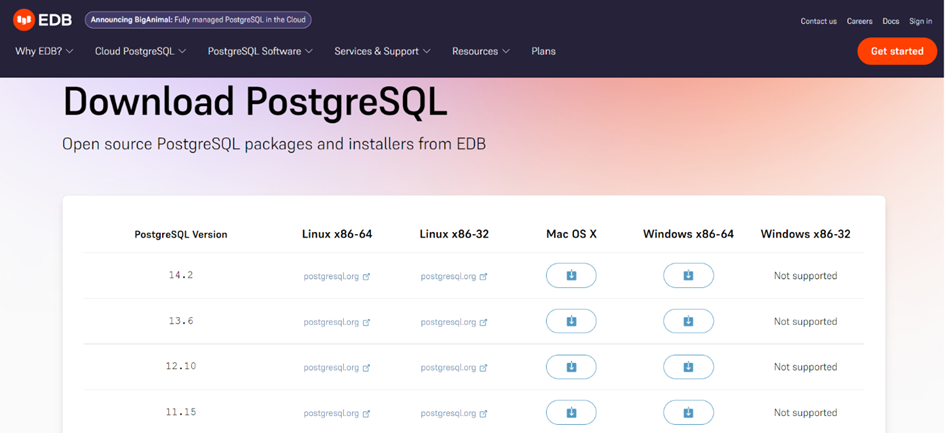 EDB
Announcing BigAnimal: Fully managed PostgreSQL in the Cloud
Contact us Careers Docs Sign in
Why EDB? Cloud PostgreSQL PostgreSQL Software Services & Support Resources Plans
Get started
Download PostgreSQL
Open source PostgreSQL packages and installers from EDB
PostgreSQL Version Linux x86-64 Linux x86-32 Mac OS X Windows x86-64 Windows x86-32
14.2 postgresql.org postgresql.org Not supported
13.6 postgresql.org postgresql.org Not supported
12.10 postgresql.org postgresql.org Not supported
11.15 postgresql.org postgresql.org Not supported